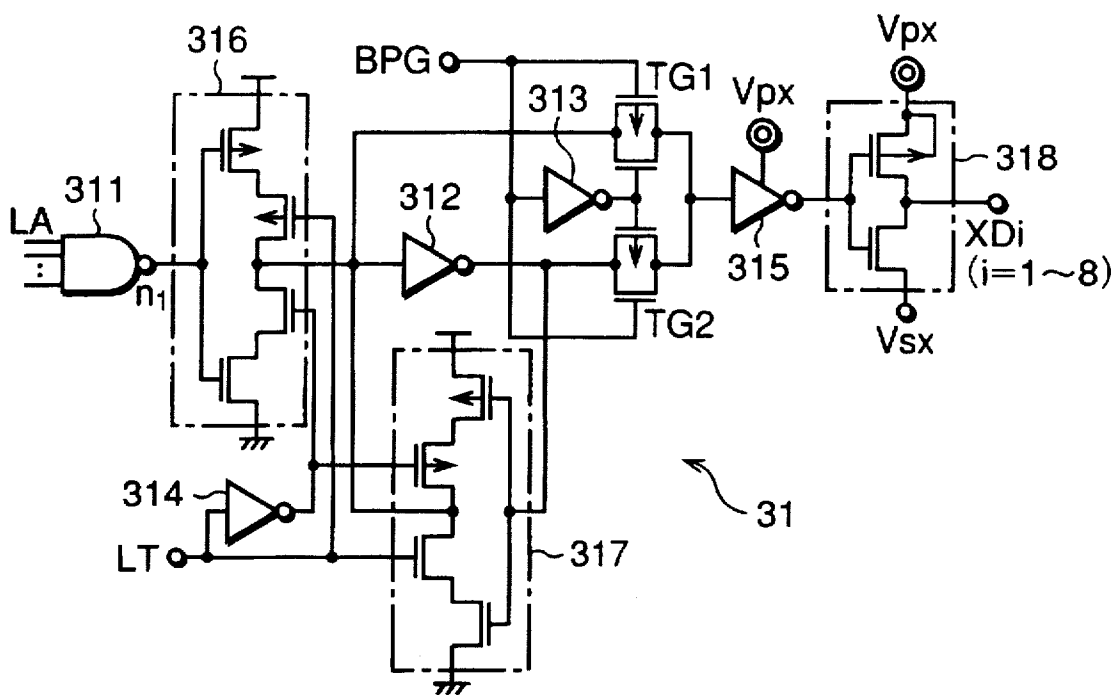 316
BPG
TG1
Vpx
Vpx
313
318
311
LA
312
n1
315
XDi
(i=1~8)
TG2
Vsx
314
31
LT
317